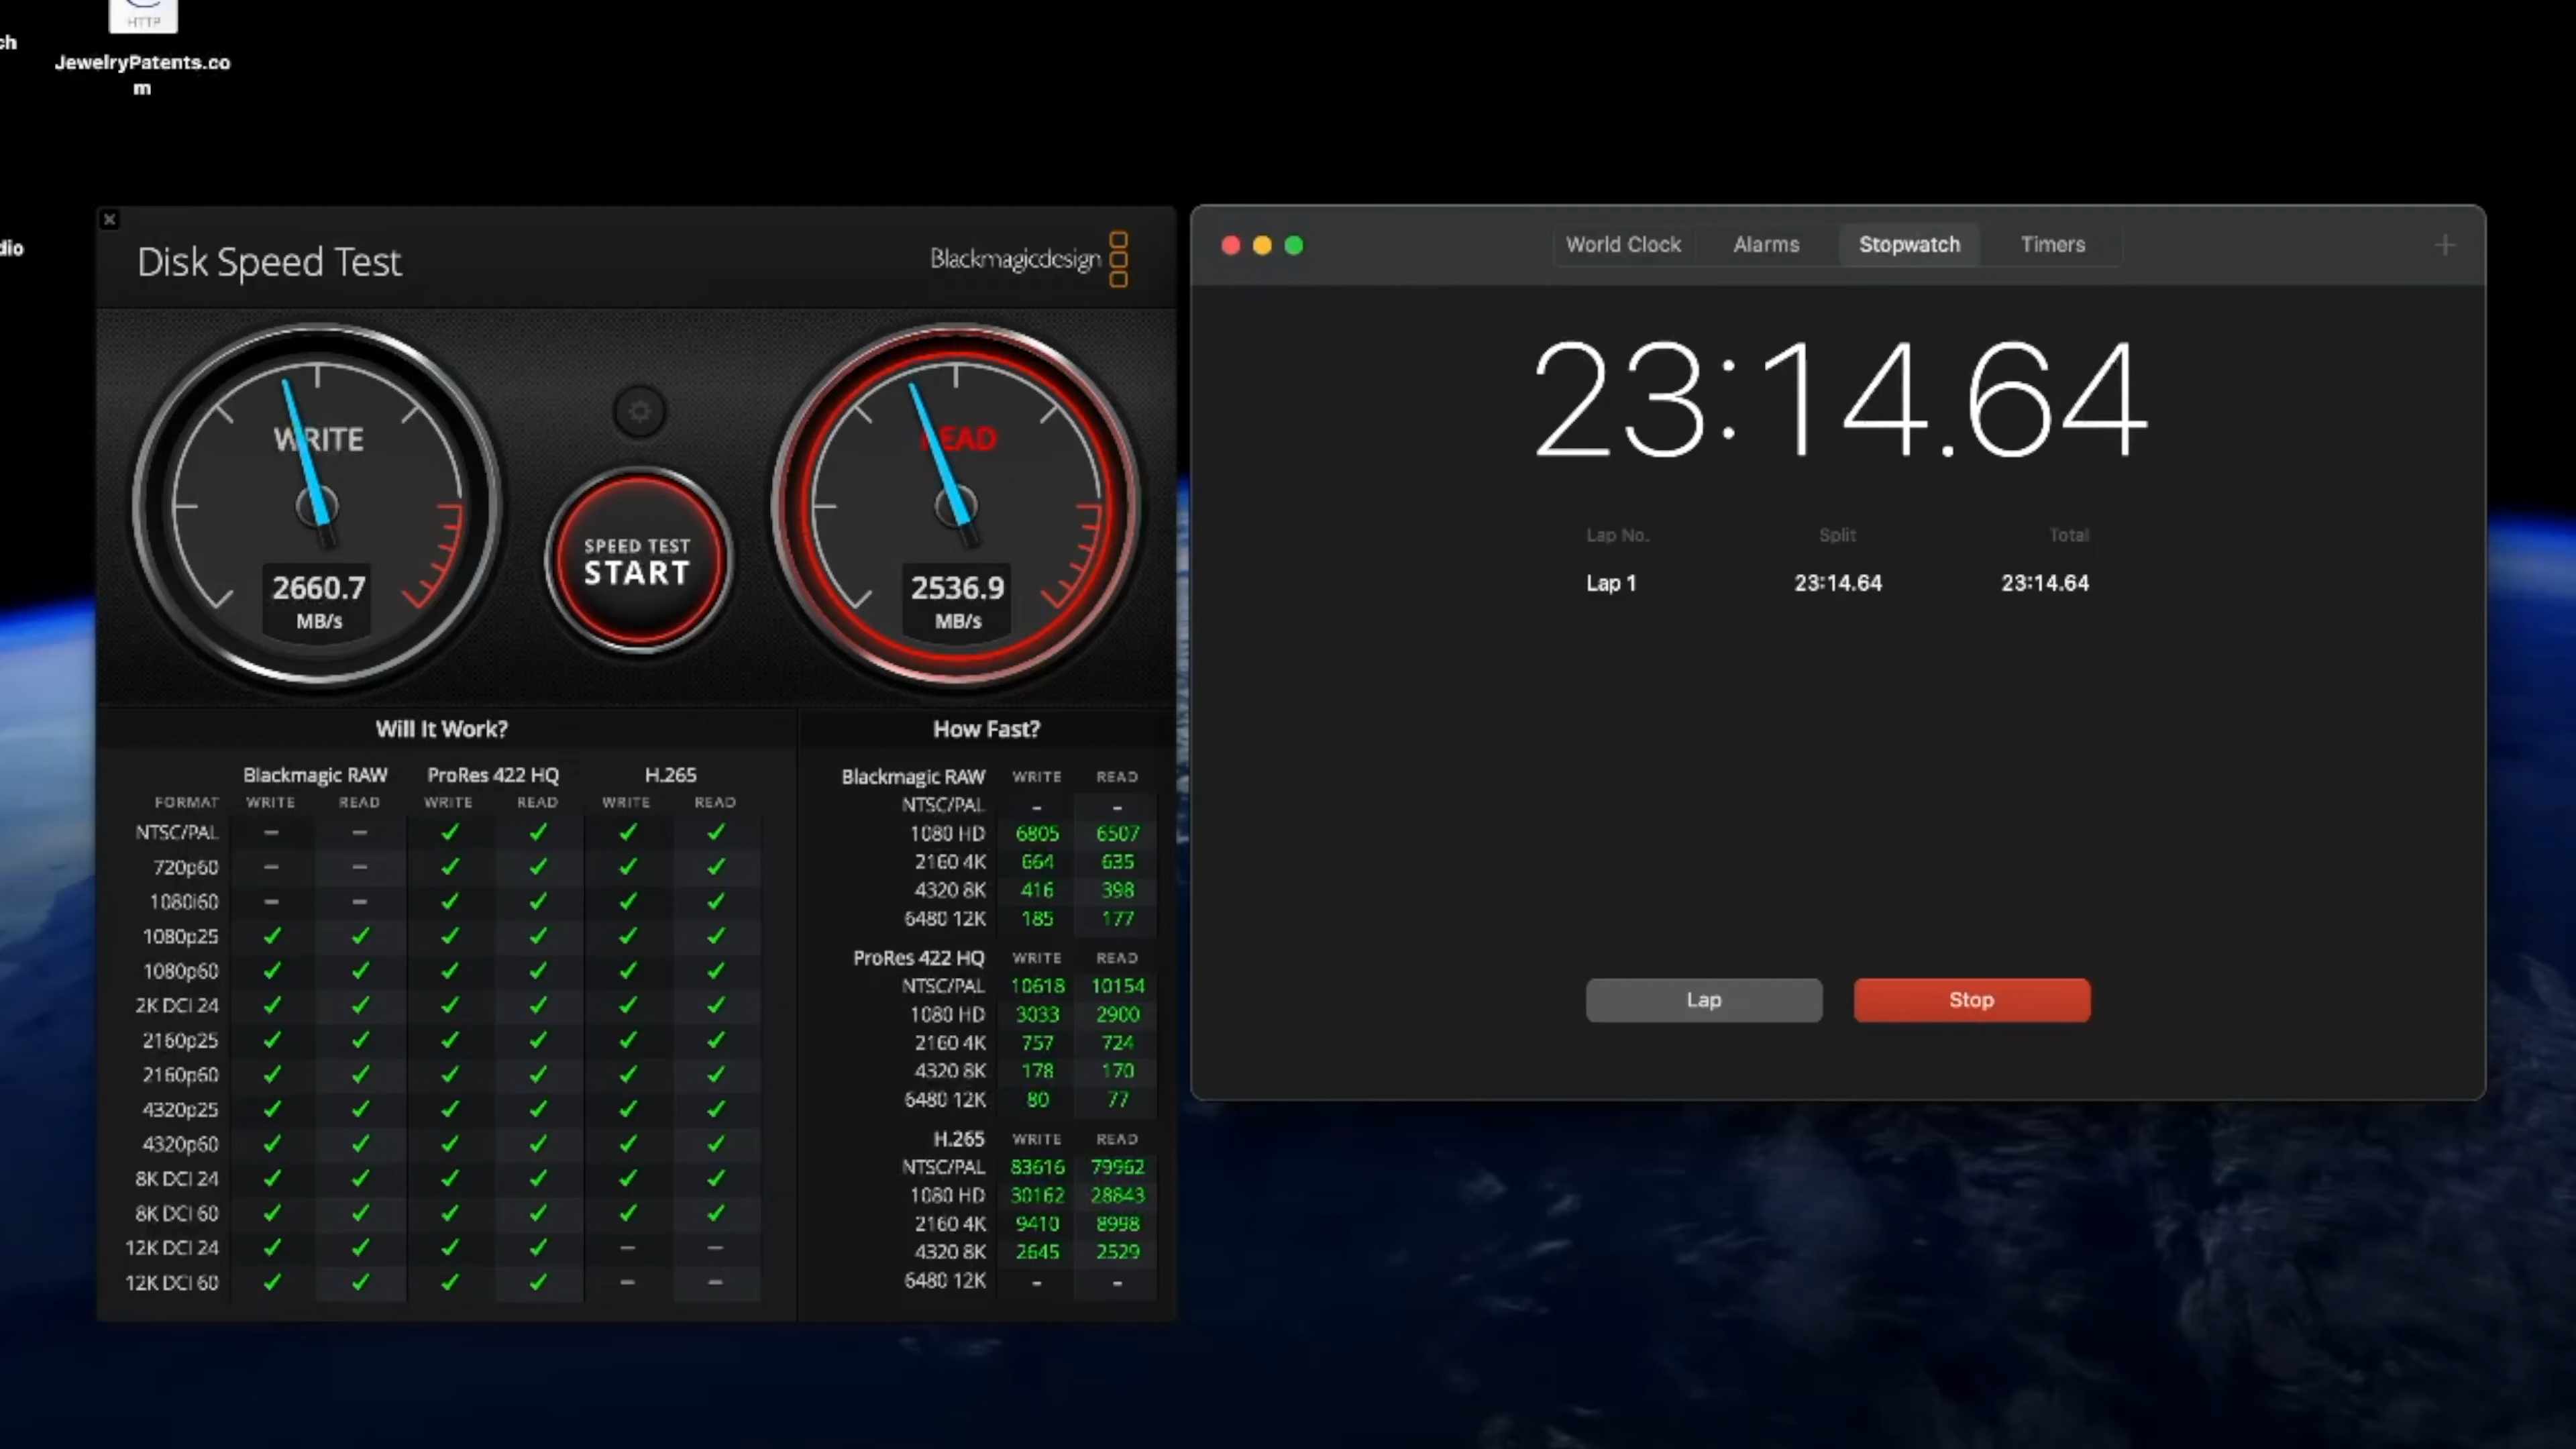 ch
HTTP
JewelryPatents.co
m
dio
Disk Speed Test
Blackmagicdesign
WRITE
2660.7
MB/s
SPEED TEST
START
READ
2536.9
MB/s
Will It Work?
Blackmagic RAW ProRes 422 HQ H.265
FORMAT WRITE READ WRITE READ WRITE READ
NTSC/PAL – – ✓ ✓ ✓ ✓
720p60 – – ✓ ✓ ✓ ✓
1080i60 – – ✓ ✓ ✓ ✓
1080p25 ✓ ✓ ✓ ✓ ✓ ✓
1080p60 ✓ ✓ ✓ ✓ ✓ ✓
2K DCI 24 ✓ ✓ ✓ ✓ ✓ ✓
2160p25 ✓ ✓ ✓ ✓ ✓ ✓
2160p60 ✓ ✓ ✓ ✓ ✓ ✓
4320p25 ✓ ✓ ✓ ✓ ✓ ✓
4320p60 ✓ ✓ ✓ ✓ ✓ ✓
8K DCI 24 ✓ ✓ ✓ ✓ ✓ ✓
8K DCI 60 ✓ ✓ ✓ ✓ ✓ ✓
12K DCI 24 ✓ ✓ ✓ ✓ – –
12K DCI 60 ✓ ✓ ✓ ✓ – –
How Fast?
Blackmagic RAW WRITE READ
NTSC/PAL - -
1080 HD 6805 6507
2160 4K 664 635
4320 8K 416 398
6480 12K 185 177
ProRes 422 HQ WRITE READ
NTSC/PAL 10618 10154
1080 HD 3033 2900
2160 4K 757 724
4320 8K 178 170
6480 12K 80 77
H.265 WRITE READ
NTSC/PAL 83616 79962
1080 HD 30162 28843
2160 4K 9410 8998
4320 8K 2645 2529
6480 12K - -
World Clock Alarms Stopwatch Timers
23:14.64
Lap No. Split Total
Lap 1 23:14.64 23:14.64
Lap Stop